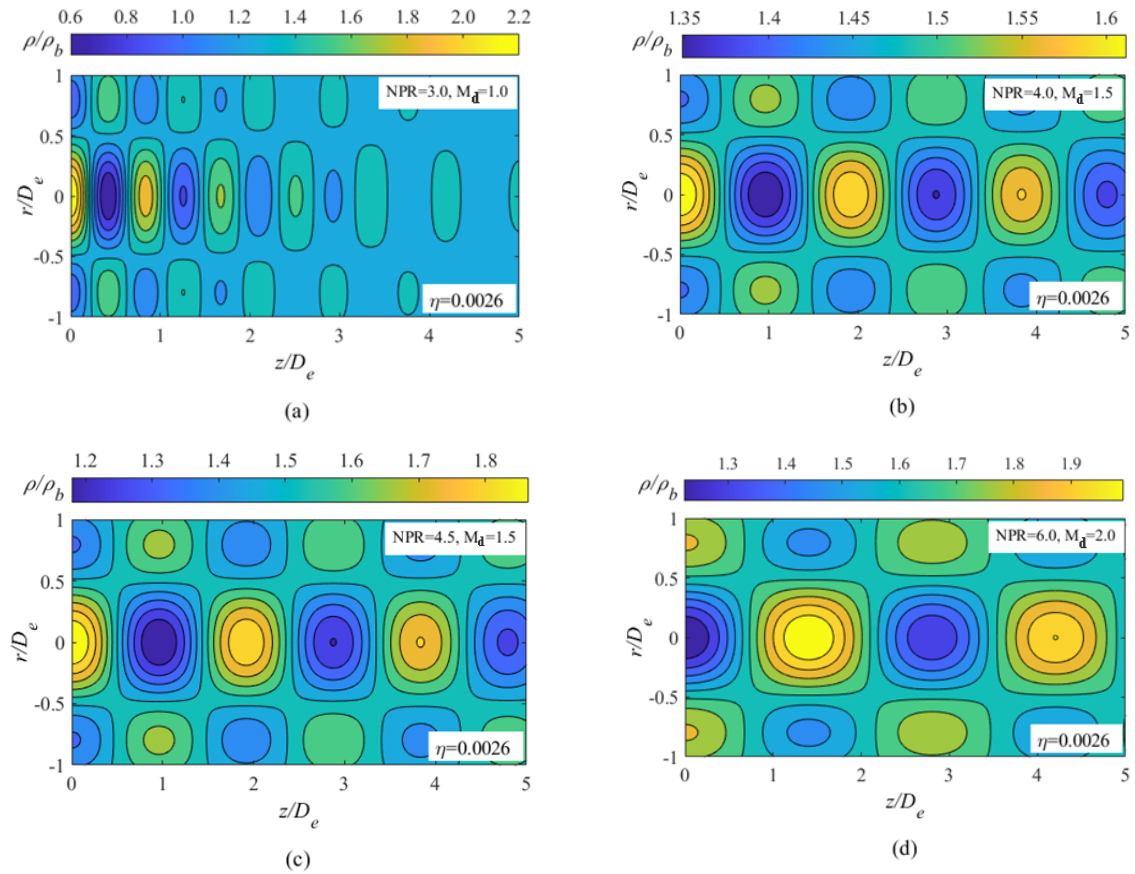 0.6 0.8 1.0 1.2 1.4 1.6 1.8 2.0 2.2
ρ/ρb
1
NPR=3.0, Md=1.0
0.5
r/De
0
-0.5
η=0.0026
-1
0 1 2 3 4 5
z/De
(a)
1.35 1.4 1.45 1.5 1.55 1.6
ρ/ρb
1
NPR=4.0, Md=1.5
0.5
r/De
0
-0.5
η=0.0026
-1
0 1 2 3 4 5
z/De
(b)
1.2 1.3 1.4 1.5 1.6 1.7 1.8
ρ/ρb
1
NPR=4.5, Md=1.5
0.5
r/De
0
-0.5
η=0.0026
-1
0 1 2 3 4 5
z/De
(c)
1.3 1.4 1.5 1.6 1.7 1.8 1.9
ρ/ρb
1
NPR=6.0, Md=2.0
0.5
r/De
0
-0.5
η=0.0026
-1
0 1 2 3 4 5
z/De
(d)